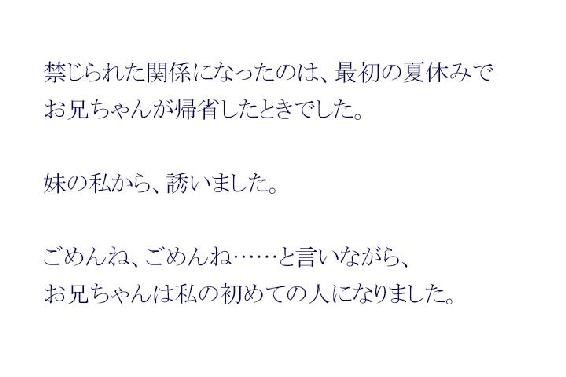 禁じられた関係になったのは、最初の夏休みで
お兄ちゃんが帰省したときでした。
妹の私から、誘いました。
ごめんね、ごめんね……と言いながら、
お兄ちゃんは私の初めての人になりました。